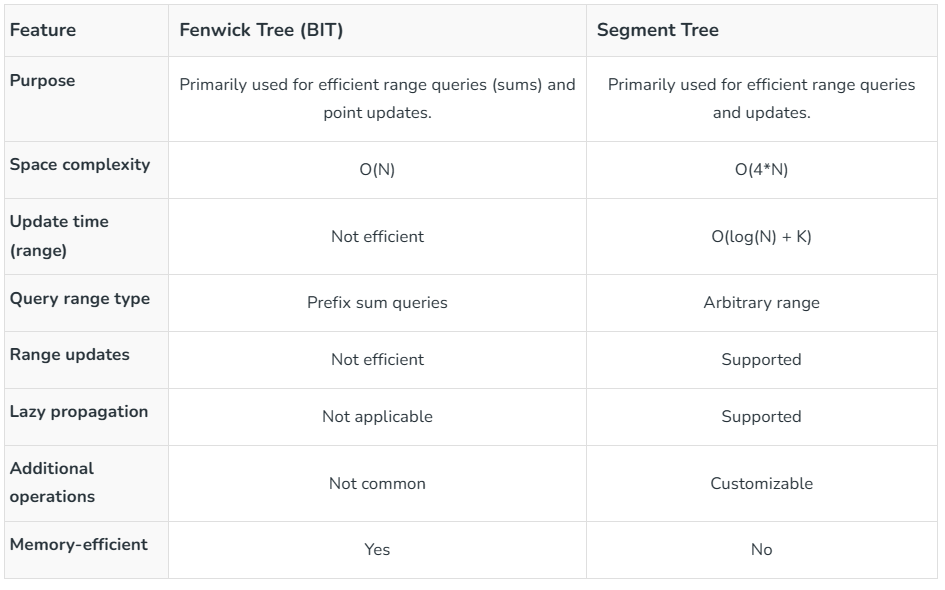 Feature
Fenwick Tree (BIT)
Segment Tree
Purpose
Primarily used for efficient range queries (sums) and
point updates.
Primarily used for efficient range queries
and updates.
Space complexity
O(N)
O(4*N)
Update time
(range)
Not efficient
O(log(N) + K)
Query range type
Prefix sum queries
Arbitrary range
Range updates
Not efficient
Supported
Lazy propagation
Not applicable
Supported
Additional
operations
Not common
Customizable
Memory-efficient
Yes
No